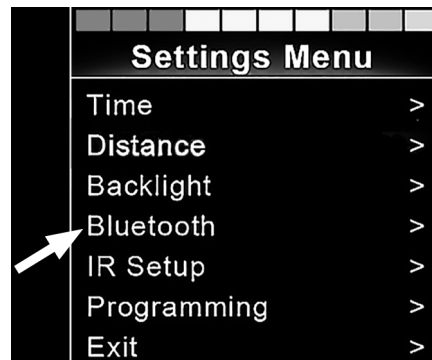 Settings Menu
Time >
Distance >
Backlight >
Bluetooth >
IR Setup >
Programming >
Exit >